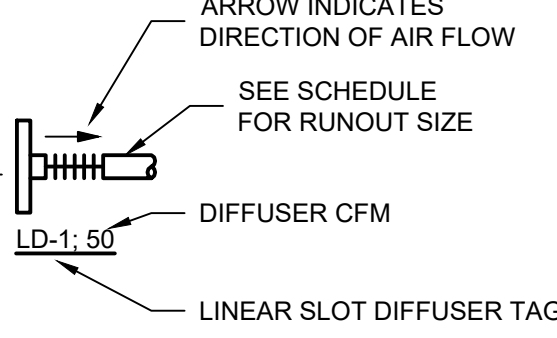 ARROW INDICATES
DIRECTION OF AIR FLOW
SEE SCHEDULE
FOR RUNOUT SIZE
DIFFUSER CFM
LD-1; 50
LINEAR SLOT DIFFUSER TAG